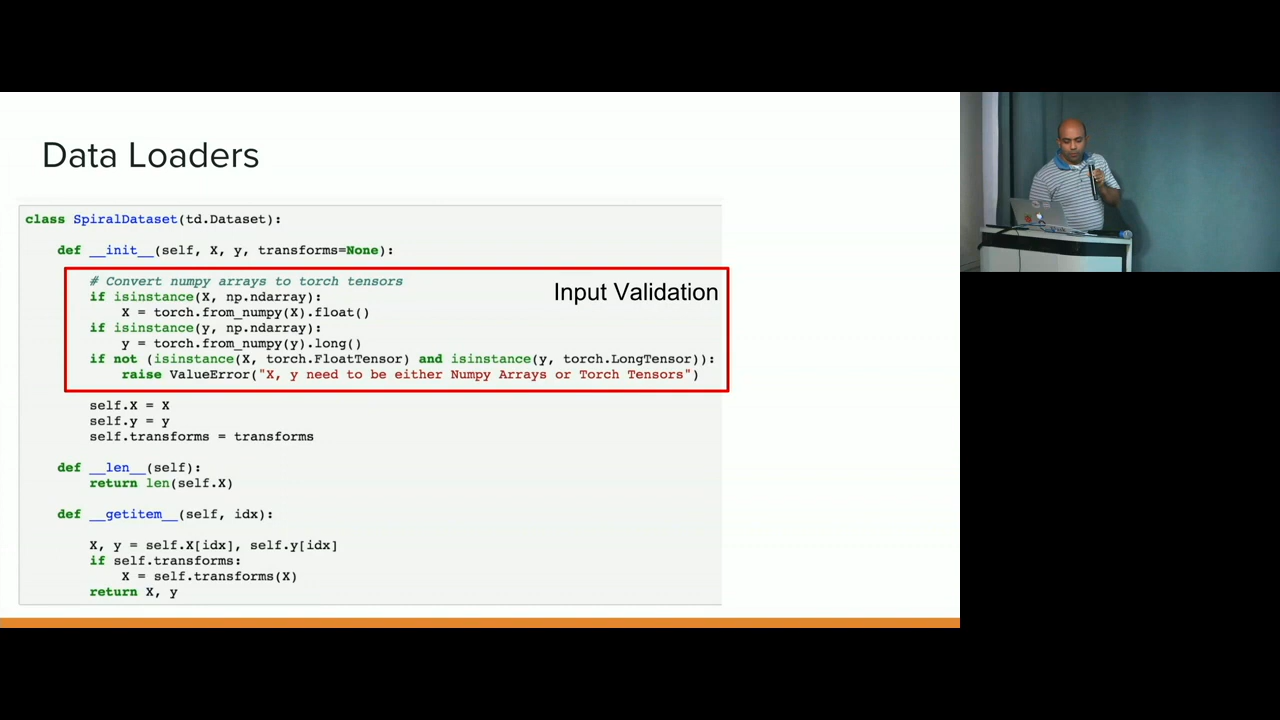 Data Loaders
class SpiralDataset(td.Dataset):
def __init__(self, X, y, transforms=None):
# Convert numpy arrays to torch tensors
if isinstance(X, np.ndarray):
Input Validation
X = torch.from_numpy(X).float()
if isinstance(y, np.ndarray):
y = torch.from_numpy(y).long()
if not (isinstance(X, torch.FloatTensor) and isinstance(y, torch.LongTensor)):
raise ValueError("X, y need to be either Numpy Arrays or Torch Tensors")
self.X = X
self.y = y
self.transforms = transforms
def __len__(self):
return len(self.X)
def __getitem__(self, idx):
X, y = self.X[idx], self.y[idx]
if self.transforms:
X = self.transforms(X)
return X, y